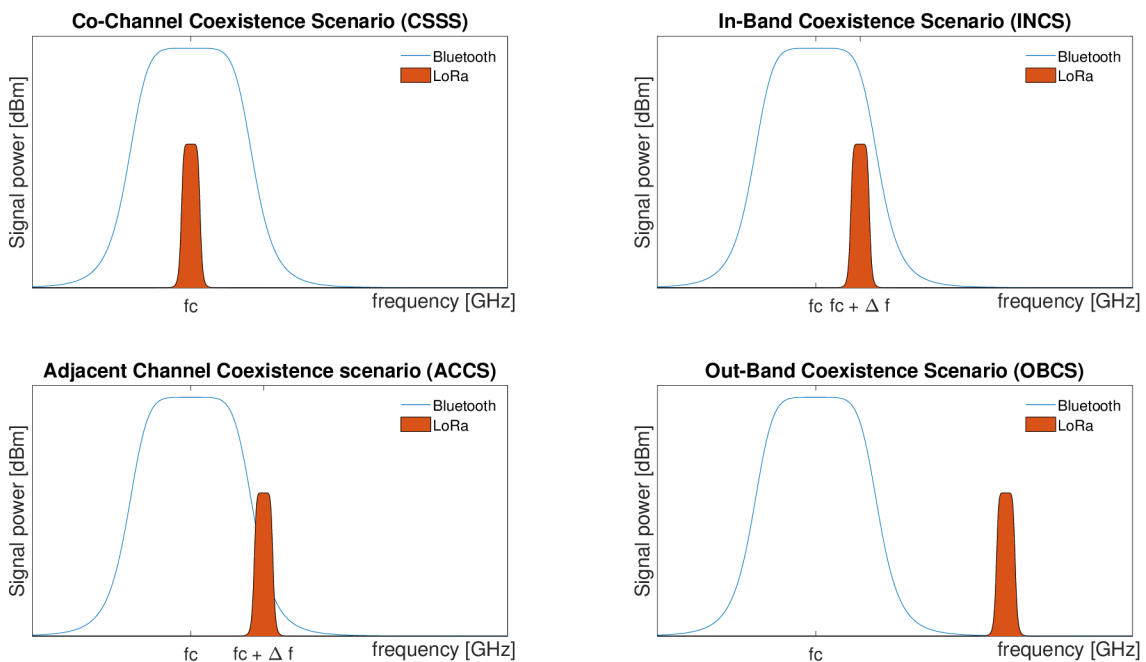 Co-Channel Coexistence Scenario (CSSS)
Signal power [dBm]
Bluetooth
LoRa
fc
frequency [GHz]
In-Band Coexistence Scenario (INCS)
Signal power [dBm]
Bluetooth
LoRa
fc fc + Δ f
frequency [GHz]
Adjacent Channel Coexistence scenario (ACCS)
Signal power [dBm]
Bluetooth
LoRa
fc fc + Δ f
frequency [GHz]
Out-Band Coexistence Scenario (OBCS)
Signal power [dBm]
Bluetooth
LoRa
fc
frequency [GHz]